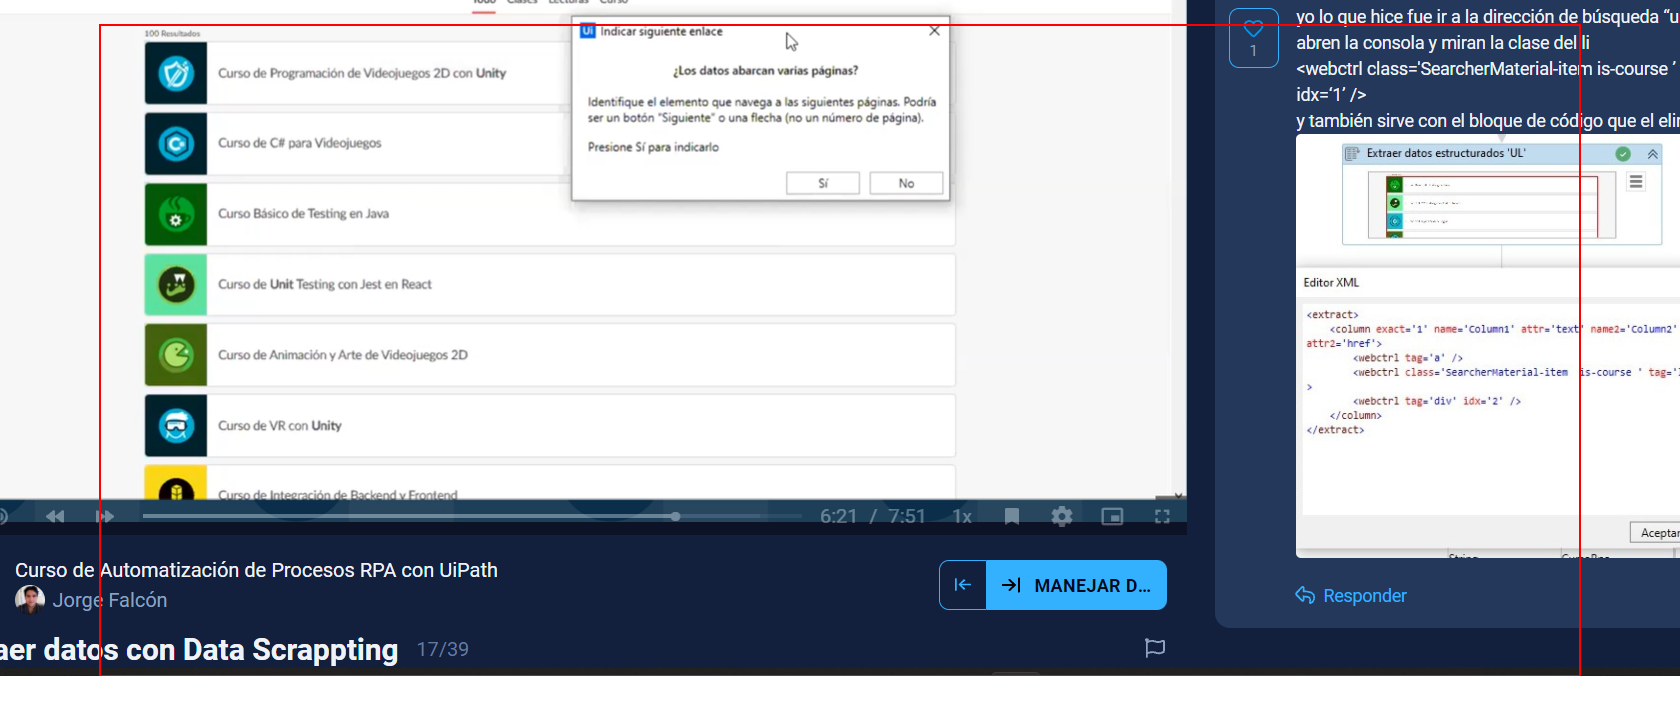 Todo Clases Lecturas Curso
100 Resultados
Curso de Programación de Videojuegos 2D con Unity
Curso de C# para Videojuegos
Curso Básico de Testing en Java
Curso de Unit Testing con Jest en React
Curso de Animación y Arte de Videojuegos 2D
Curso de VR con Unity
Curso de Integración de Backend y Frontend
Ui Indicar siguiente enlace
¿Los datos abarcan varias páginas?
Identifique el elemento que navega a las siguientes páginas. Podría
ser un botón "Siguiente" o una flecha (no un número de página).
Presione Sí para indicarlo
Sí No
6:21 / 7:51 1x
Curso de Automatización de Procesos RPA con UiPath
Jorge Falcón
MANEJAR D...
aer datos con Data Scrappting 17/39
1
yo lo que hice fue ir a la dirección de búsqueda “u
abren la consola y miran la clase del li
<webctrl class='SearcherMaterial-item is-course ’
idx=‘1’ />
y también sirve con el bloque de código que el eli
Extraer datos estructurados 'UL'
Editor XML
<extract>
<column exact='1' name='Column1' attr='text' name2='Column2'
attr2='href'>
<webctrl tag='a' />
<webctrl class='SearcherMaterial-item is-course ' tag='
>
<webctrl tag='div' idx='2' />
</column>
</extract>
Aceptar
String
Responder